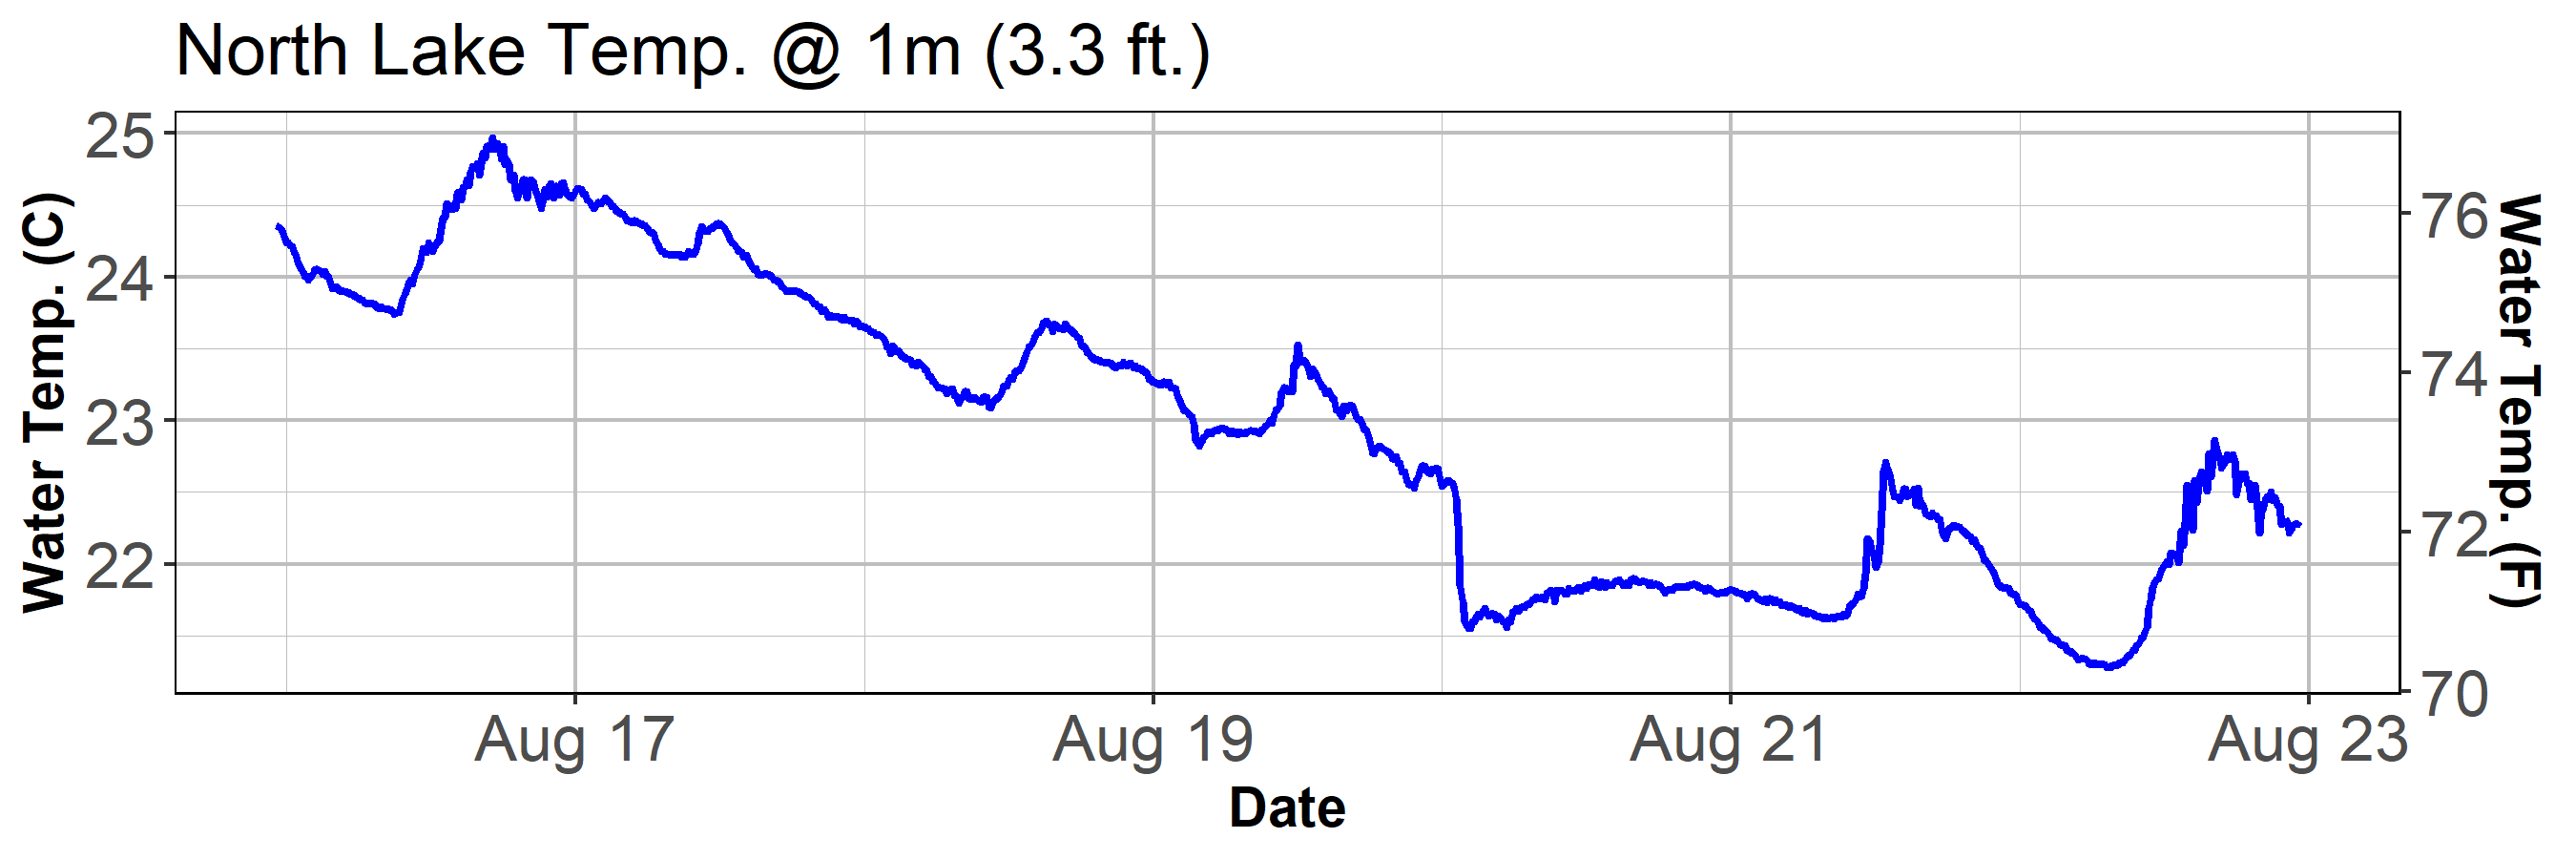 North Lake Temp. @ 1m (3.3 ft.)
Water Temp. (C)
25
24
23
22
76
74
72
70
Water Temp. (F)
Aug 17
Aug 19
Aug 21
Aug 23
Date